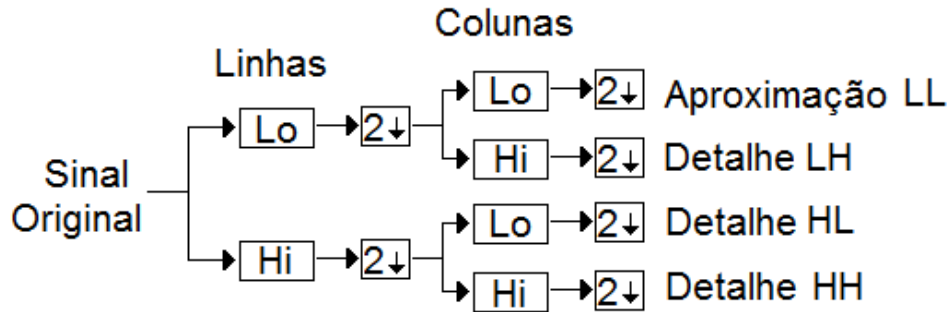 Colunas
Linhas
Lo 2↓ Aproximação LL
Lo 2↓
Hi 2↓ Detalhe LH
Sinal
Original
Lo 2↓ Detalhe HL
Hi 2↓
Hi 2↓ Detalhe HH